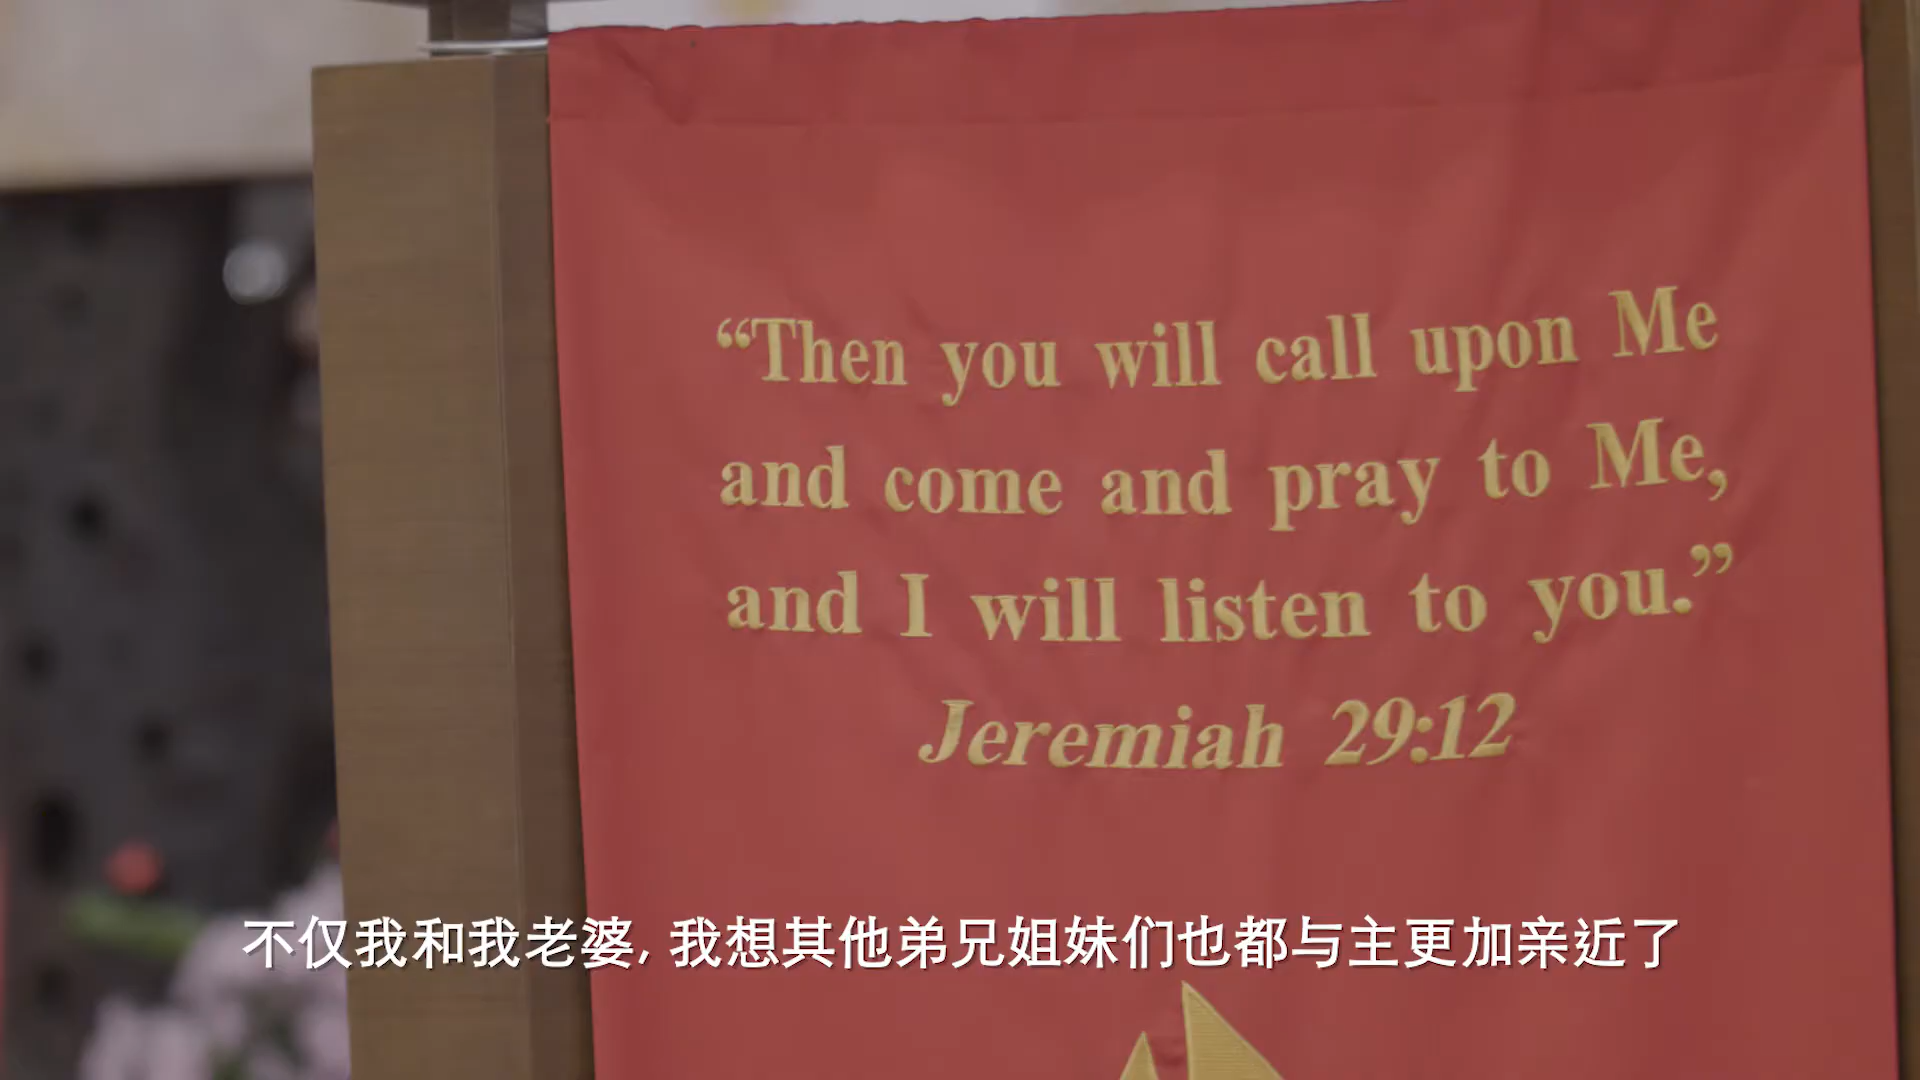 “Then you will call upon Me
and come and pray to Me,
and I will listen to you.”
Jeremiah 29:12
不仅我和我老婆, 我想其他弟兄姐妹们也都与主更加亲近了